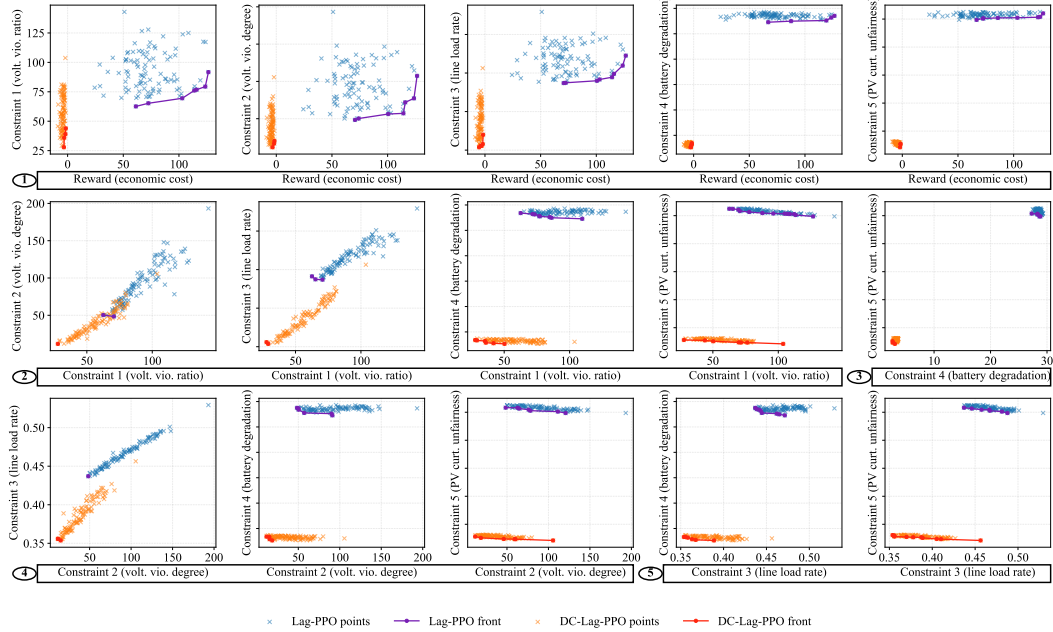 Constraint 1 (volt. vio. ratio)
125
100
75
50
25
0
50
100
Constraint 2 (volt. vio. degree)
0
50
100
Constraint 3 (line load rate)
0
50
100
Constraint 4 (battery degradation)
0
50
100
Constraint 5 (PV curt. unfairness)
0
50
100
1
Reward (economic cost)
Reward (economic cost)
Reward (economic cost)
Reward (economic cost)
Reward (economic cost)
Constraint 2 (volt. vio. degree)
200
150
100
50
50
100
Constraint 3 (line load rate)
50
100
Constraint 4 (battery degradation)
50
100
Constraint 5 (PV curt. unfairness)
50
100
Constraint 5 (PV curt. unfairness)
10
20
30
2
Constraint 1 (volt. vio. ratio)
Constraint 1 (volt. vio. ratio)
Constraint 1 (volt. vio. ratio)
Constraint 1 (volt. vio. ratio)
3
Constraint 4 (battery degradation)
Constraint 3 (line load rate)
0.50
0.45
0.40
0.35
50
100
150
200
Constraint 4 (battery degradation)
50
100
150
200
Constraint 5 (PV curt. unfairness)
50
100
150
200
Constraint 4 (battery degradation)
0.35
0.40
0.45
0.50
Constraint 5 (PV curt. unfairness)
0.35
0.40
0.45
0.50
4
Constraint 2 (volt. vio. degree)
Constraint 2 (volt. vio. degree)
Constraint 2 (volt. vio. degree)
5
Constraint 3 (line load rate)
Constraint 3 (line load rate)
Lag-PPO points
Lag-PPO front
DC-Lag-PPO points
DC-Lag-PPO front